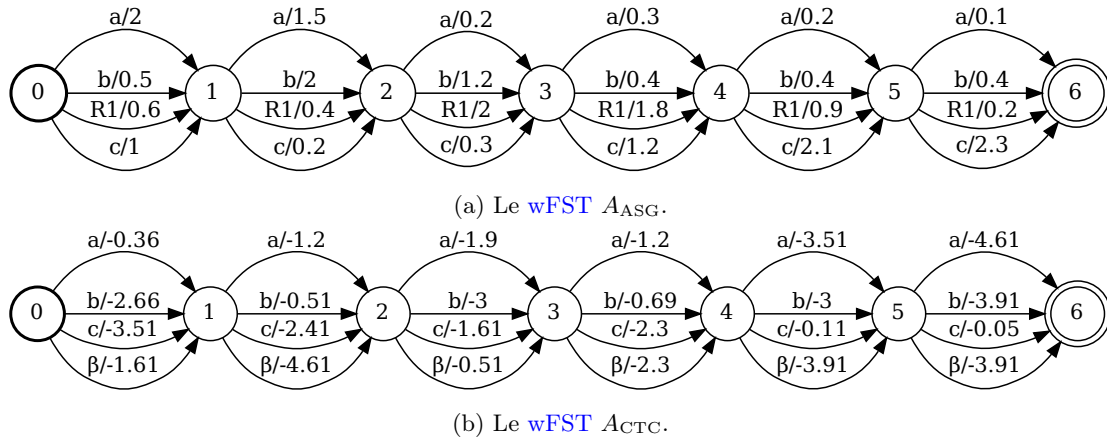 a/2 a/1.5 a/0.2 a/0.3 a/0.2 a/0.1
b/0.5 b/2 b/1.2 b/0.4 b/0.4 b/0.4
0 1 2 3 4 5 6
R1/0.6 R1/0.4 R1/2 R1/1.8 R1/0.9 R1/0.2
c/1 c/0.2 c/0.3 c/1.2 c/2.1 c/2.3
(a) Le wFST A_ASG.
a/-0.36 a/-1.2 a/-1.9 a/-1.2 a/-3.51 a/-4.61
b/-2.66 b/-0.51 b/-3 b/-0.69 b/-3 b/-3.91
0 1 2 3 4 5 6
c/-3.51 c/-2.41 c/-1.61 c/-2.3 c/-0.11 c/-0.05
β/-1.61 β/-4.61 β/-0.51 β/-2.3 β/-3.91 β/-3.91
(b) Le wFST A_CTC.